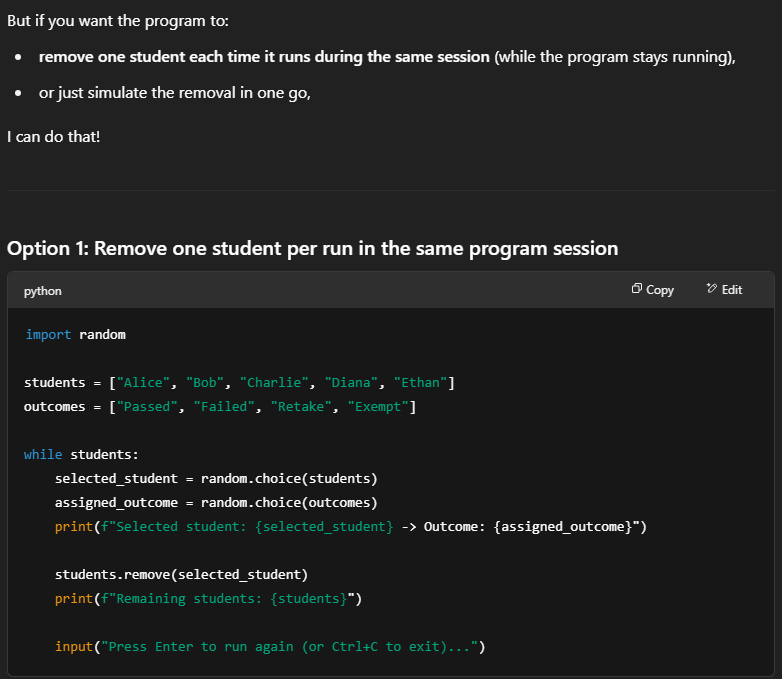 But if you want the program to:
• remove one student each time it runs during the same session (while the program stays running),
• or just simulate the removal in one go,
I can do that!
Option 1: Remove one student per run in the same program session
python Copy Edit
import random
students = ["Alice", "Bob", "Charlie", "Diana", "Ethan"]
outcomes = ["Passed", "Failed", "Retake", "Exempt"]
while students:
    selected_student = random.choice(students)
    assigned_outcome = random.choice(outcomes)
    print(f"Selected student: {selected_student} -> Outcome: {assigned_outcome}")
    students.remove(selected_student)
    print(f"Remaining students: {students}")
    input("Press Enter to run again (or Ctrl+C to exit)...")